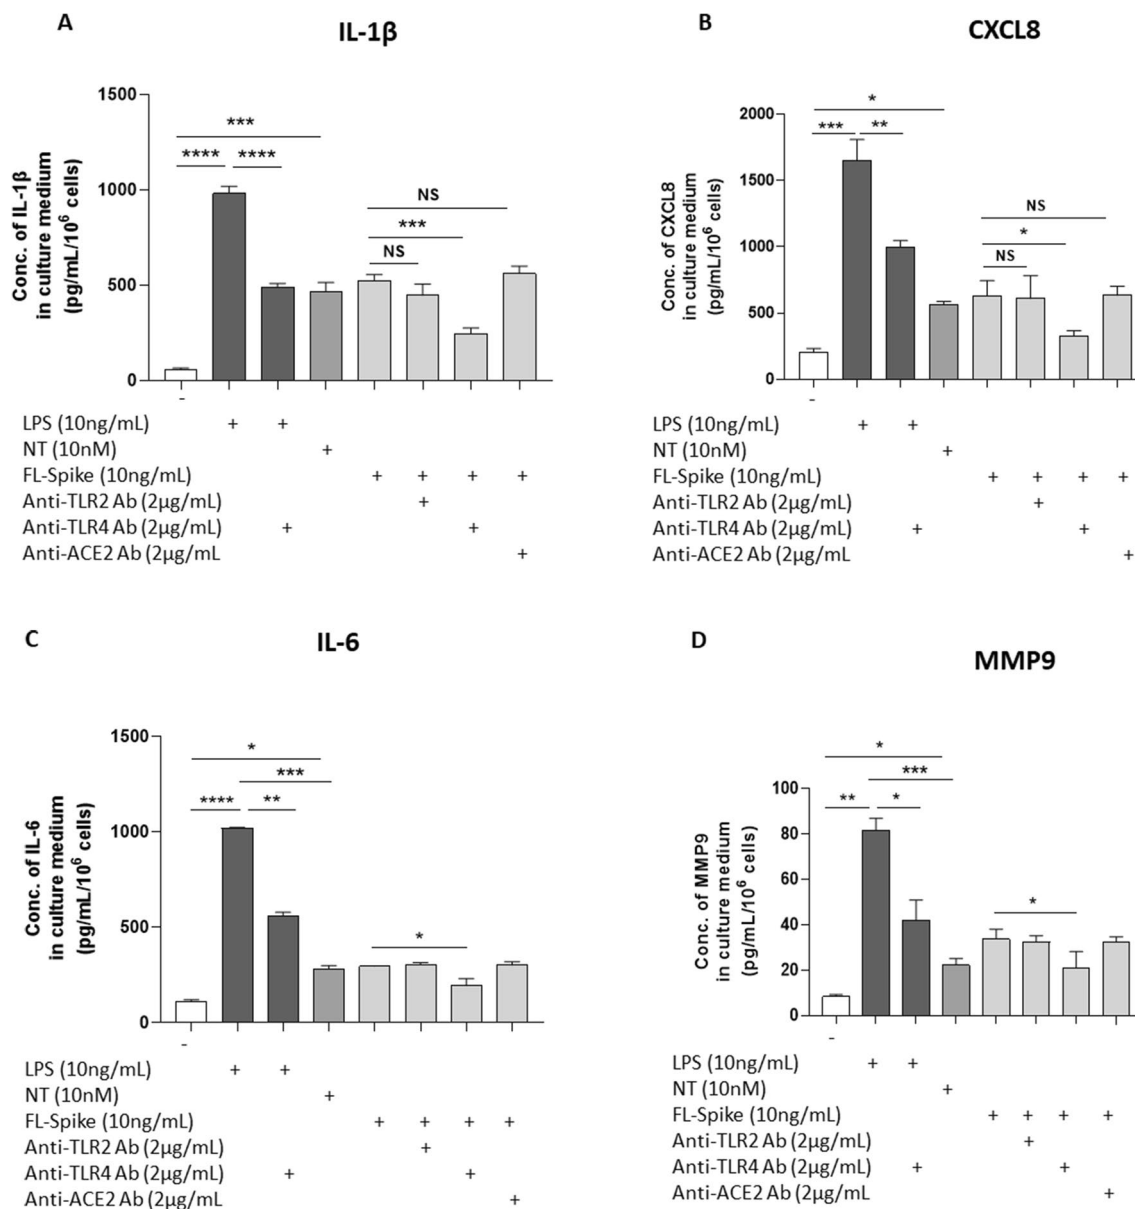 A
IL-1β
Conc. of IL-1β
in culture medium
(pg/mL/10⁶ cells)
1500
1000
500
0
***
**** ****
NS
***
NS
-
LPS (10ng/mL) + +
NT (10nM) +
FL-Spike (10ng/mL) + + + +
Anti-TLR2 Ab (2µg/mL) +
Anti-TLR4 Ab (2µg/mL) + +
Anti-ACE2 Ab (2µg/mL +
B
CXCL8
Conc. of CXCL8
in culture medium
(pg/mL/10⁶ cells)
2000
1500
1000
500
0
*
*** **
NS
*
NS
-
LPS (10ng/mL) + +
NT (10nM) +
FL-Spike (10ng/mL) + + + +
Anti-TLR2 Ab (2µg/mL) +
Anti-TLR4 Ab (2µg/mL) + +
Anti-ACE2 Ab (2µg/mL +
C
IL-6
Conc. of IL-6
in culture medium
(pg/mL/10⁶ cells)
1500
1000
500
0
*
***
**** **
*
-
LPS (10ng/mL) + +
NT (10nM) +
FL-Spike (10ng/mL) + + + +
Anti-TLR2 Ab (2µg/mL) +
Anti-TLR4 Ab (2µg/mL) + +
Anti-ACE2 Ab (2µg/mL +
D
MMP9
Conc. of MMP9
in culture medium
(pg/mL/10⁶ cells)
100
80
60
40
20
0
*
***
** *
*
-
LPS (10ng/mL) + +
NT (10nM) +
FL-Spike (10ng/mL) + + + +
Anti-TLR2 Ab (2µg/mL) +
Anti-TLR4 Ab (2µg/mL) + +
Anti-ACE2 Ab (2µg/mL +